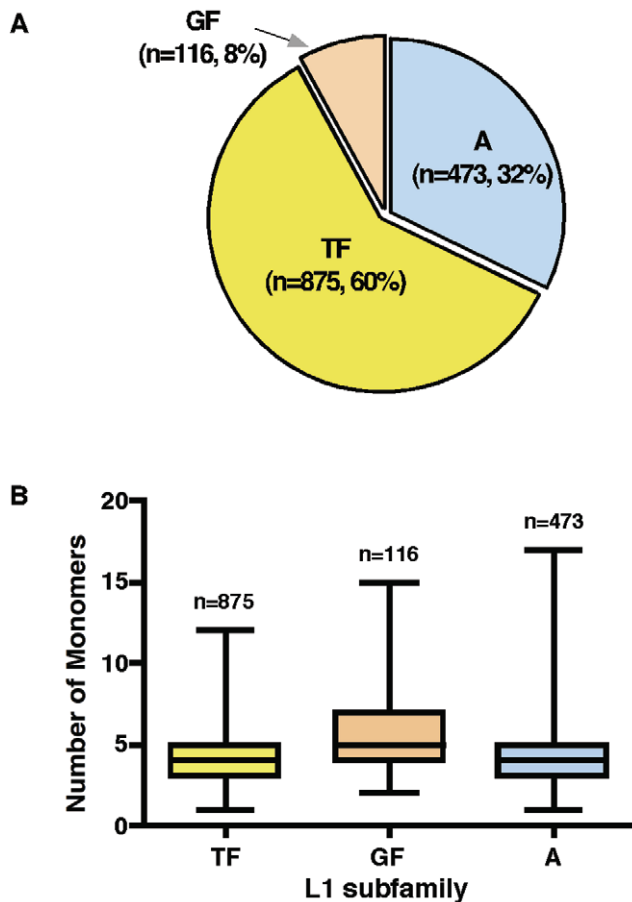 A
GF
(n=116, 8%)
A
(n=473, 32%)
TF
(n=875, 60%)
B
Number of Monomers
20
15
10
5
0
n=875
n=116
n=473
TF GF A
L1 subfamily